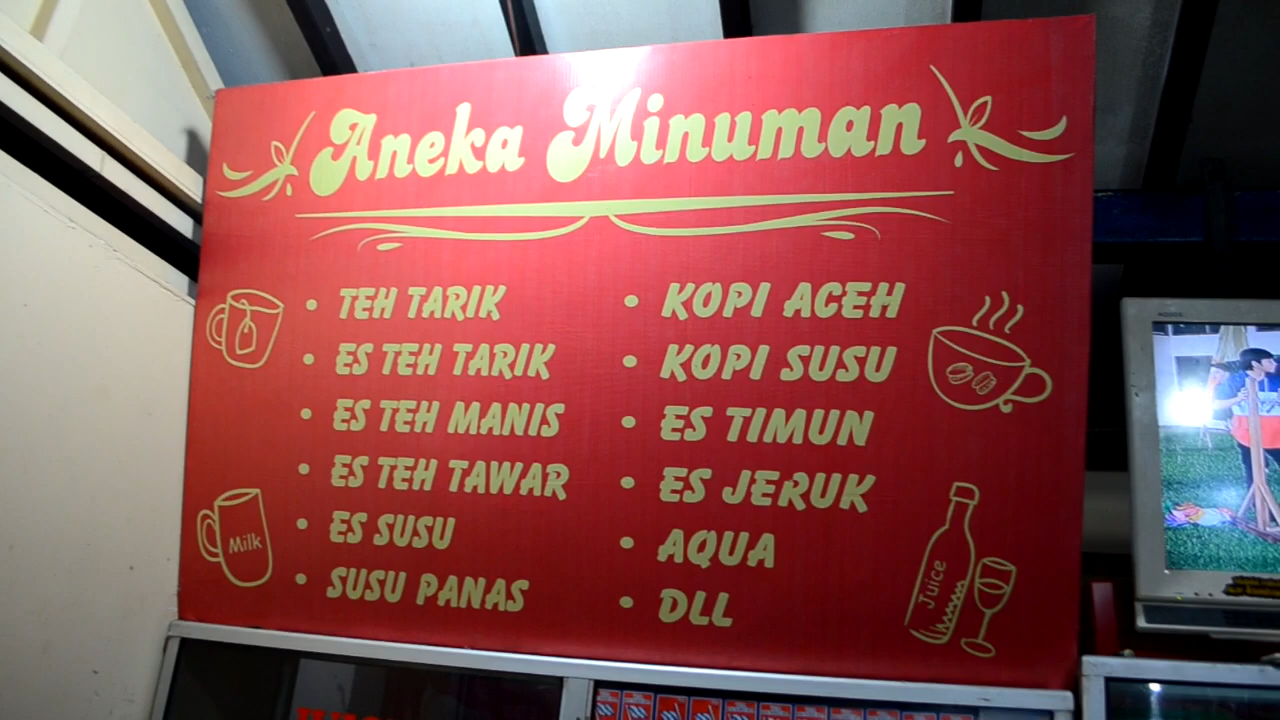 Aneka Minuman
• TEH TARIK
• ES TEH TARIK
• ES TEH MANIS
• ES TEH TAWAR
• ES SUSU
• SUSU PANAS
Milk
• KOPI ACEH
• KOPI SUSU
• ES TIMUN
• ES JERUK
• AQUA
• DLL
Juice